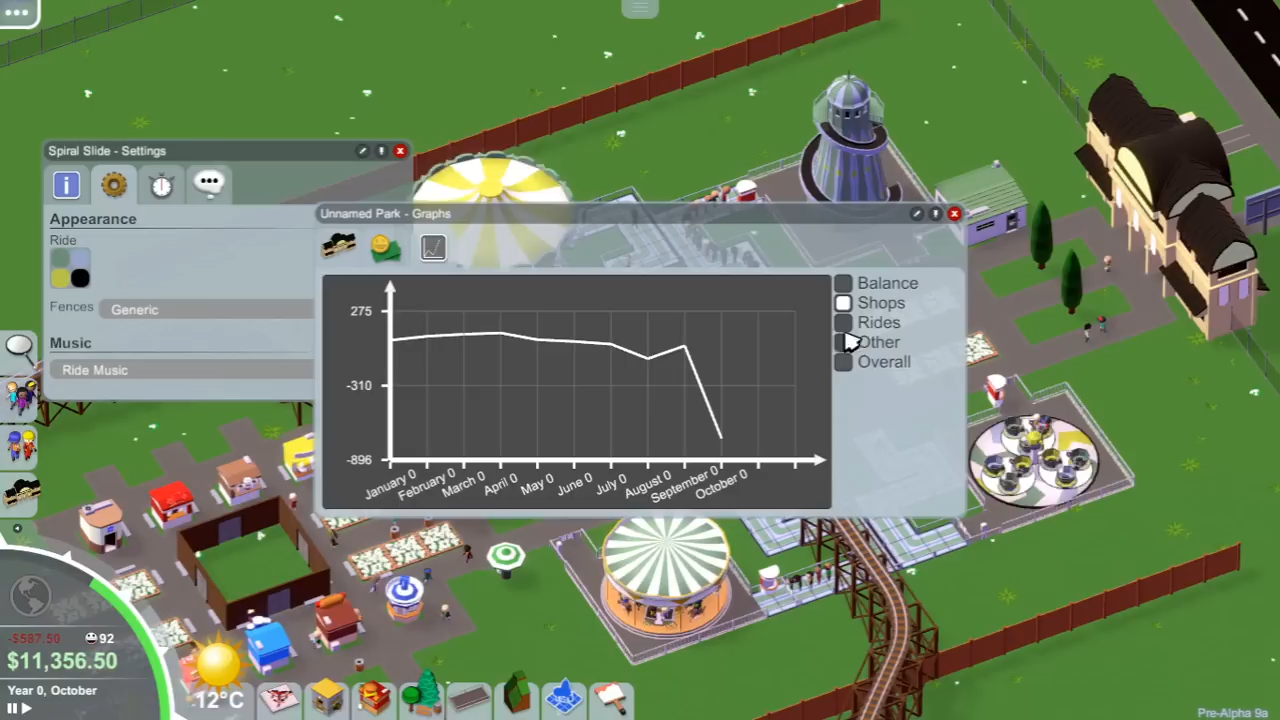 Spiral Slide - Settings
Appearance
Ride
Fences Generic
Music
Ride Music
Unnamed Park - Graphs
275
-310
-896
January 0
February 0
March 0
April 0
May 0
June 0
July 0
August 0
September 0
October 0
Balance
Shops
Rides
Other
Overall
-$587.50 92
$11,356.50
Year 0, October
12°C
Pre-Alpha 9a